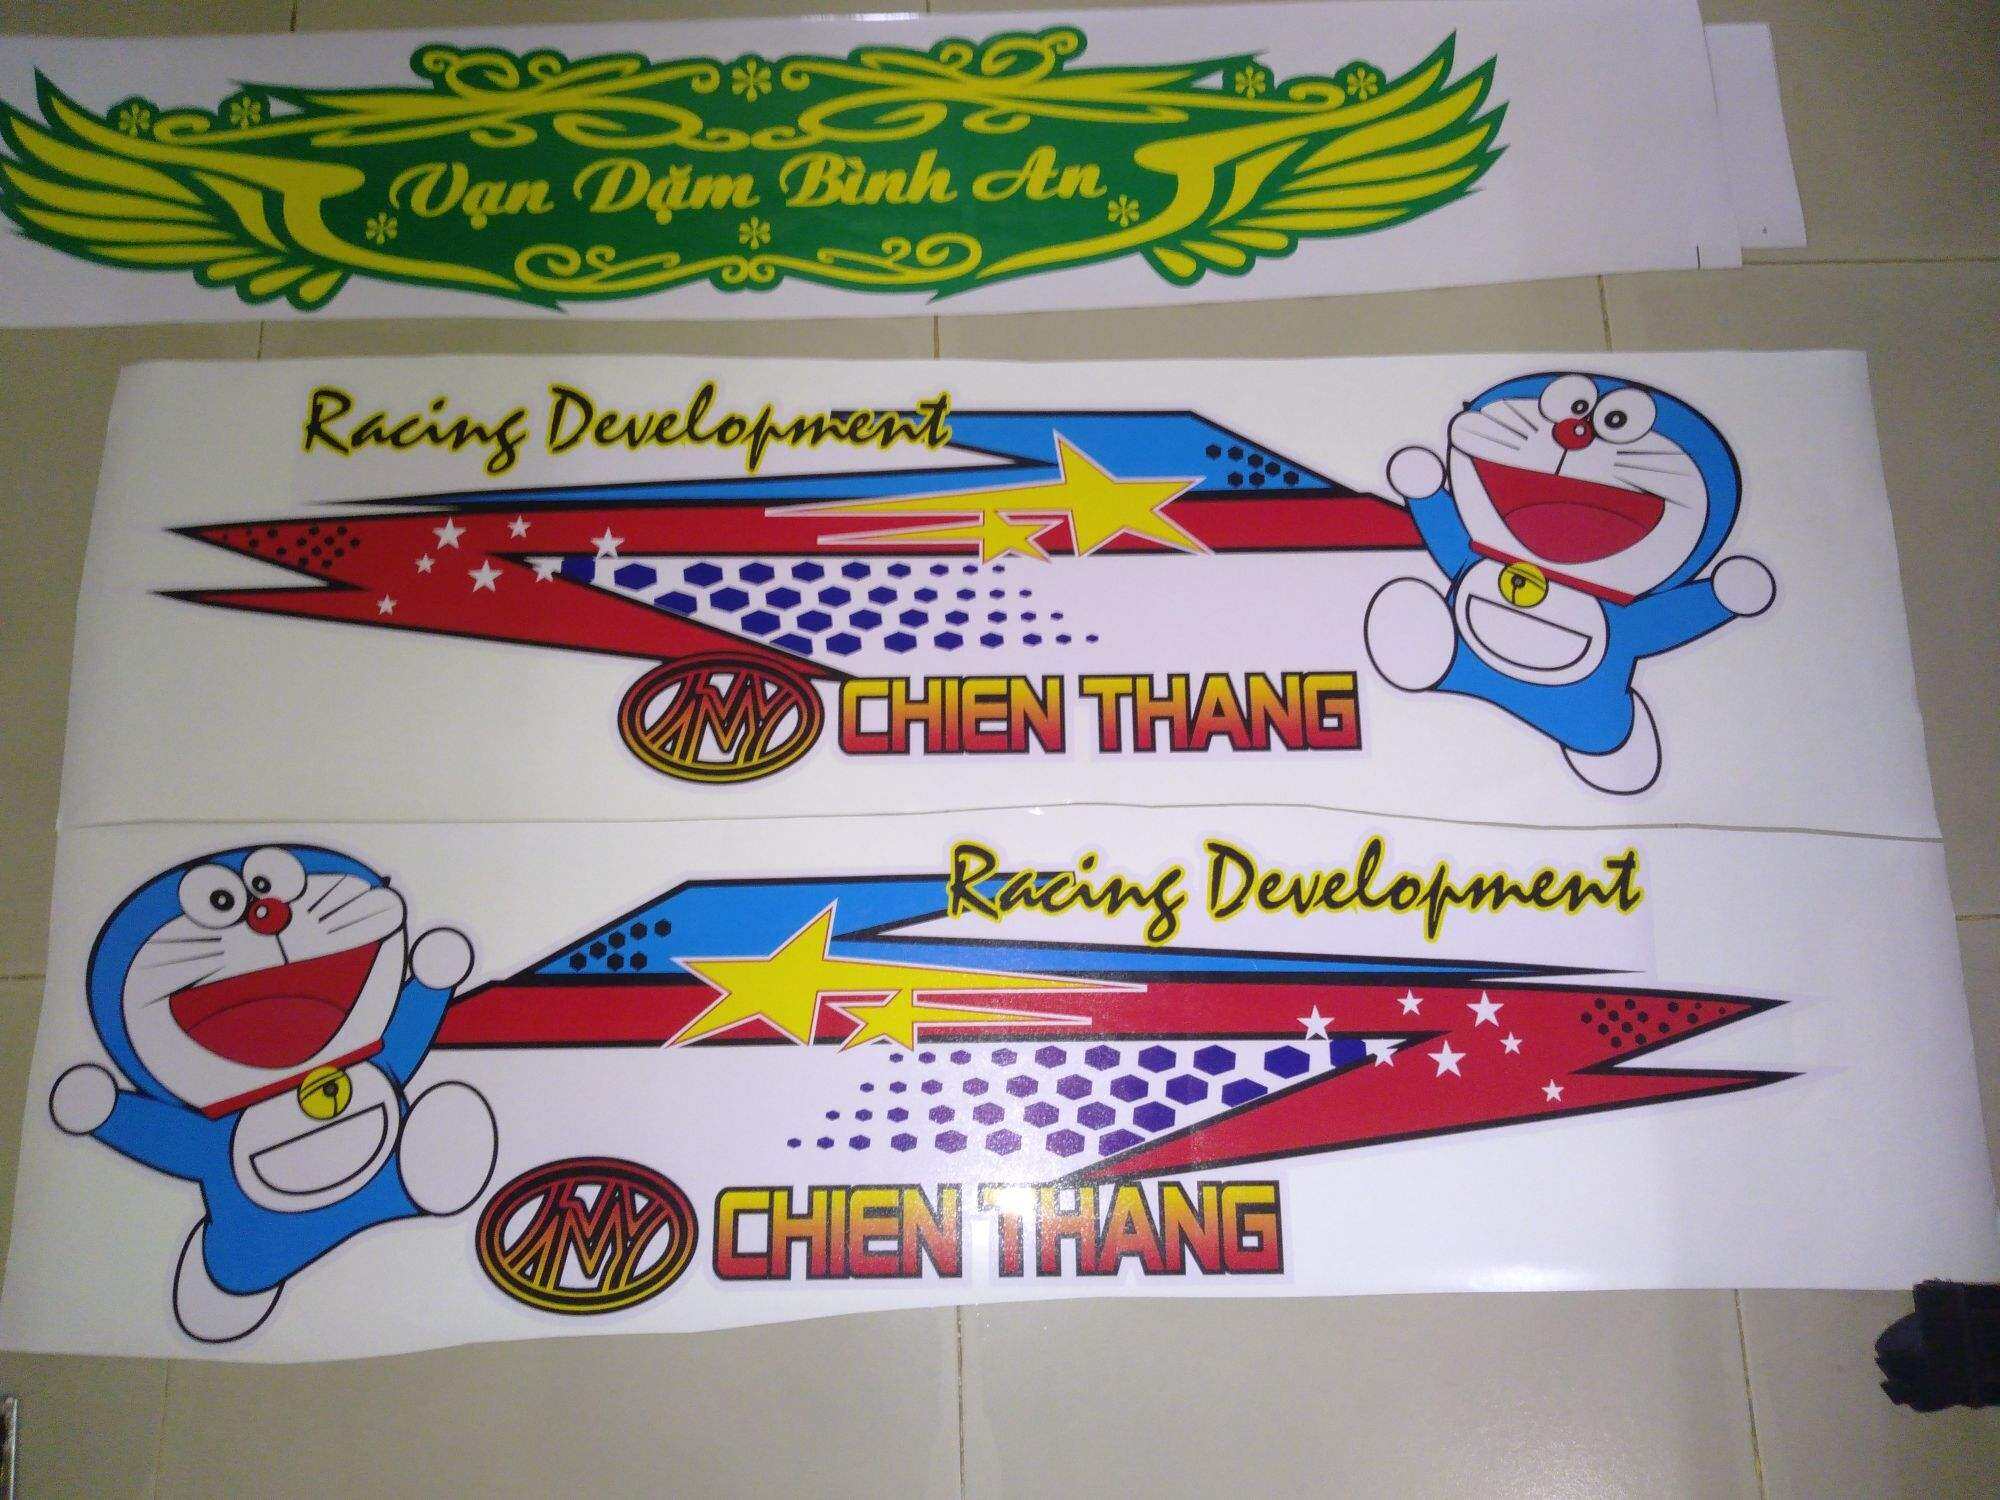 Vạn Dặm Bình An
Racing Development
CHIEN THANG
Racing Development
CHIEN THANG